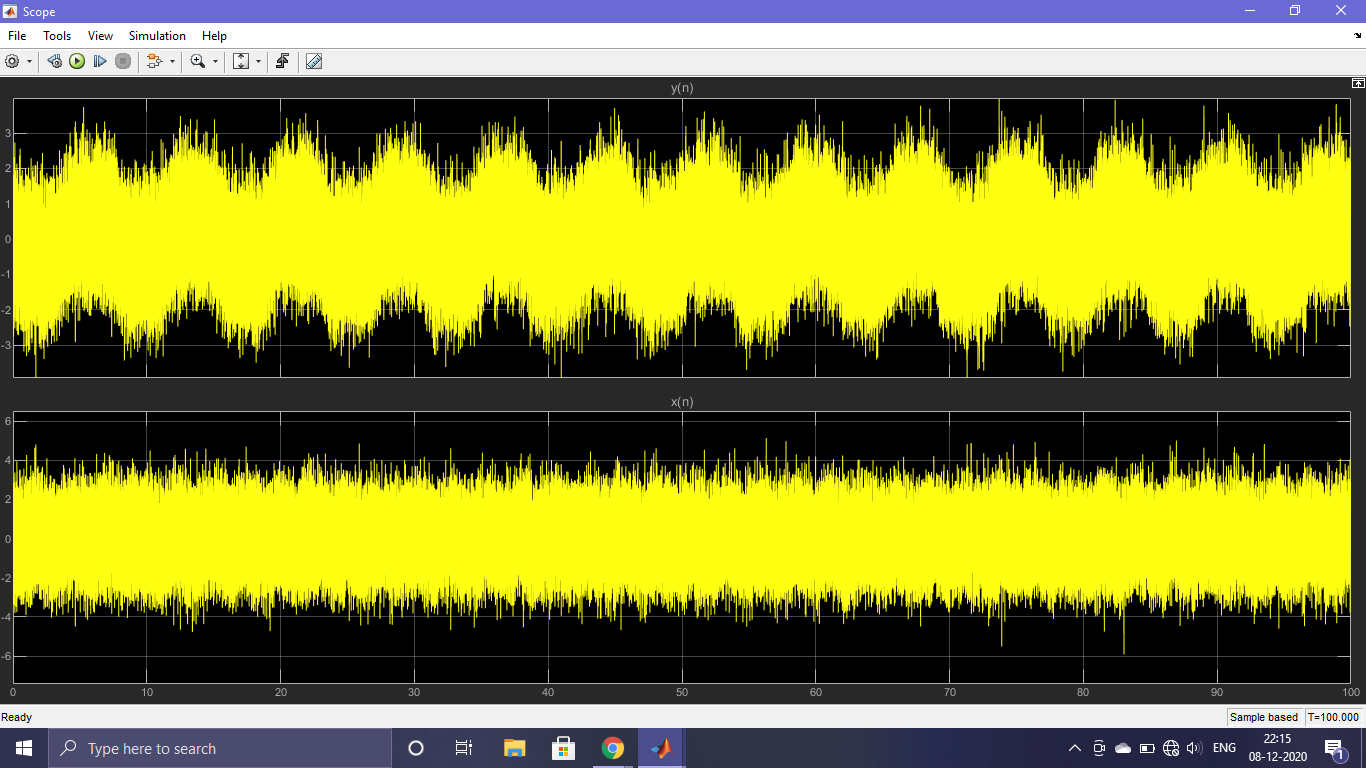 Scope
File Tools View Simulation Help
y(n)
3
2
1
0
-1
-2
-3
x(n)
6
4
2
0
-2
-4
-6
0 10 20 30 40 50 60 70 80 90 100
Ready
Sample based T=100.000
Type here to search
ENG
22:15
08-12-2020
1